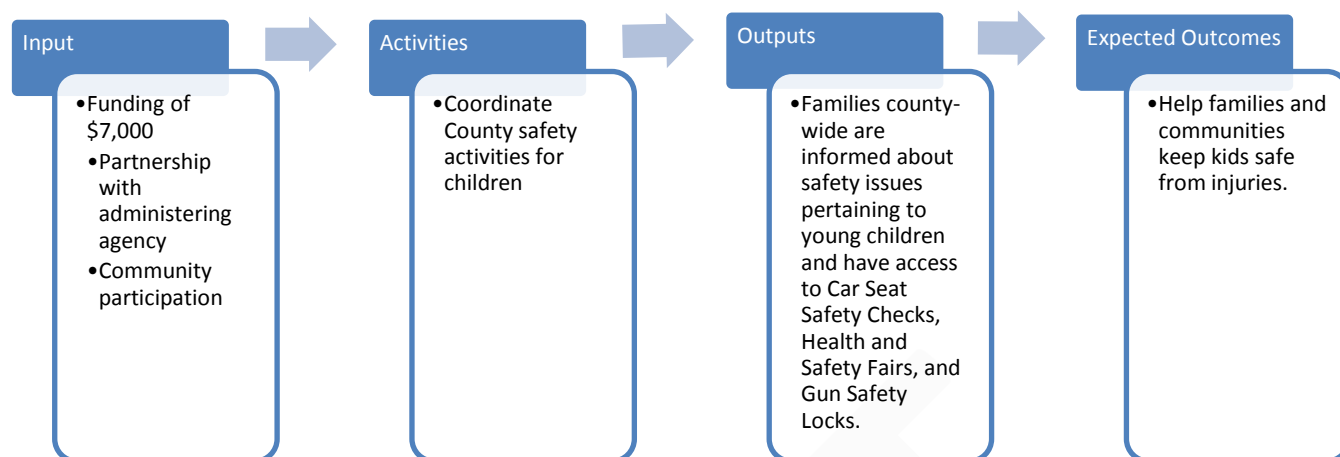 Input
•Funding of
$7,000
•Partnership
with
administering
agency
•Community
participation
Activities
•Coordinate
County safety
activities for
children
Outputs
•Families county-
wide are
informed about
safety issues
pertaining to
young children
and have access
to Car Seat
Safety Checks,
Health and
Safety Fairs, and
Gun Safety
Locks.
Expected Outcomes
•Help families and
communities
keep kids safe
from injuries.